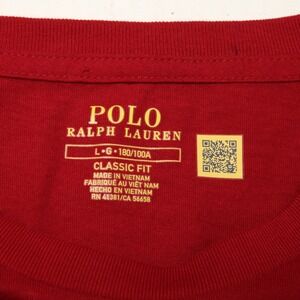 POLO
RALPH LAUREN
L • G • 180/100A
CLASSIC FIT
MADE IN VIETNAM
FABRIQUÉ AU VIÊT NAM
HECHO EN VIETNAM
RN 41381/CA 56658